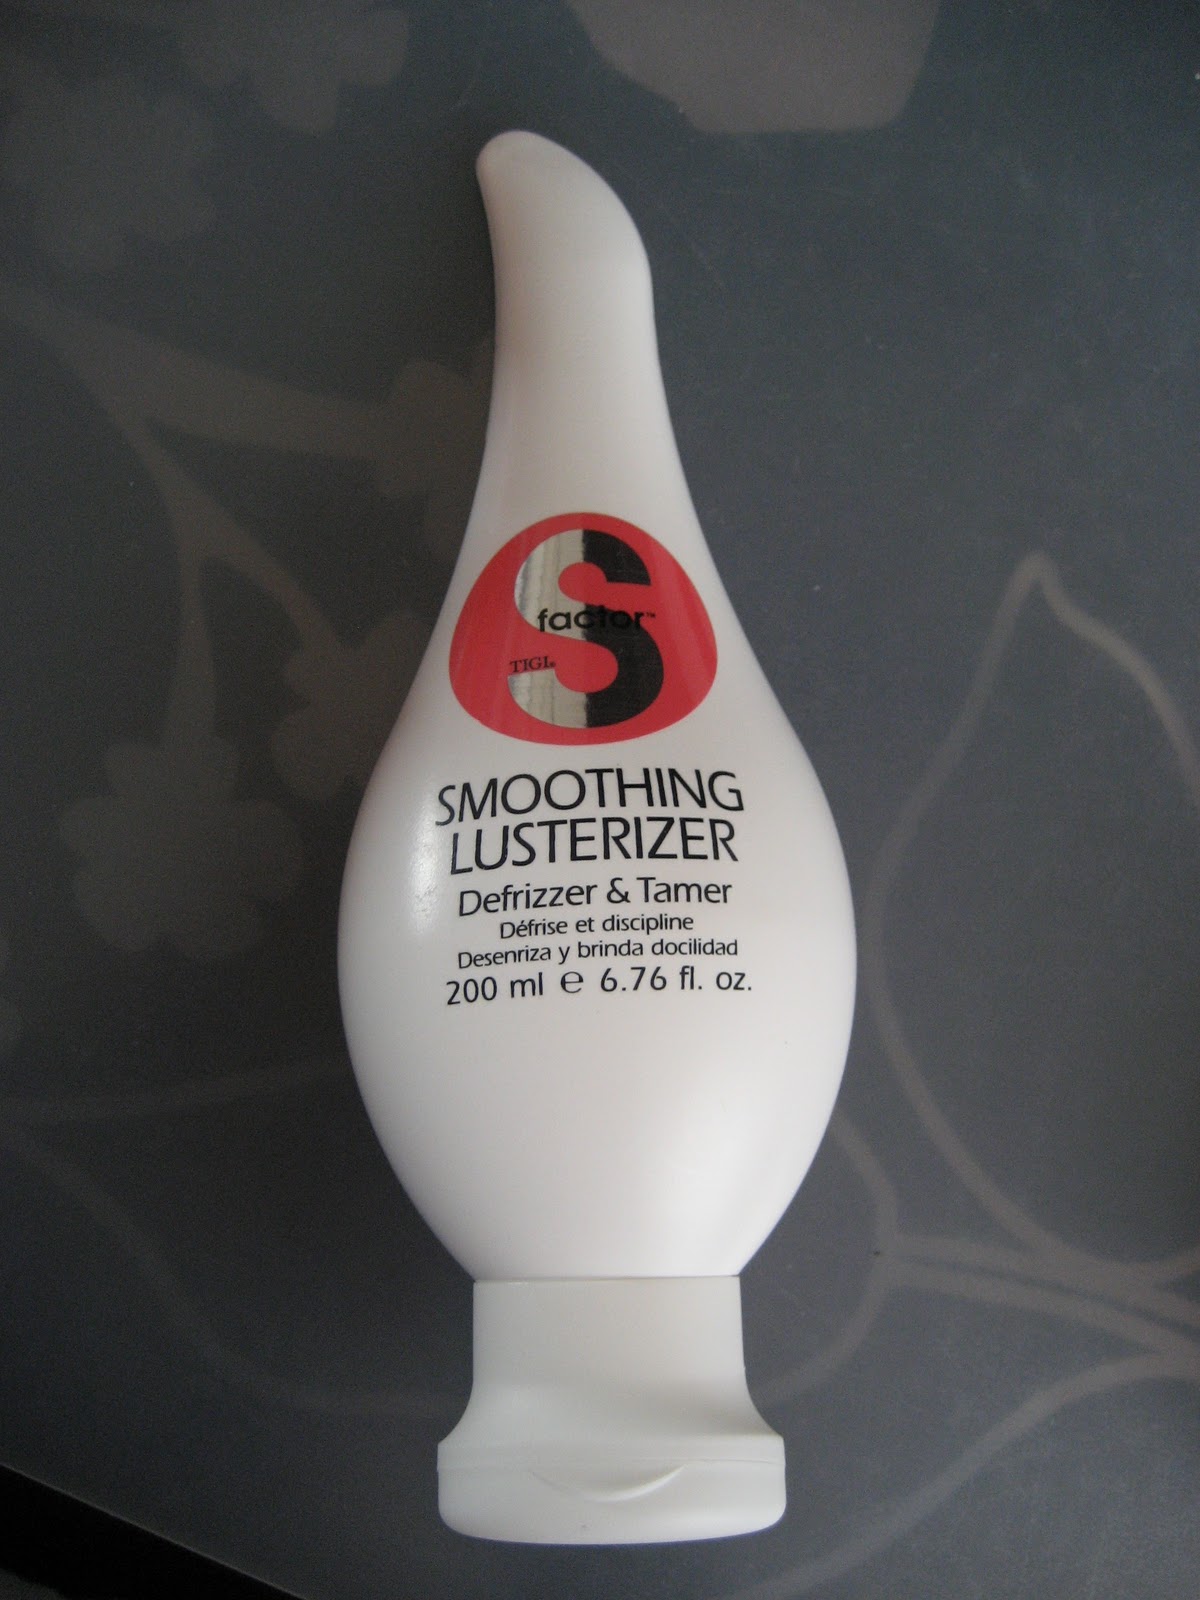 S
factor™
TIGI®
SMOOTHING
LUSTERIZER
Defrizzer & Tamer
Défrise et discipline
Desenriza y brinda docilidad
200 ml ℮ 6.76 fl. oz.